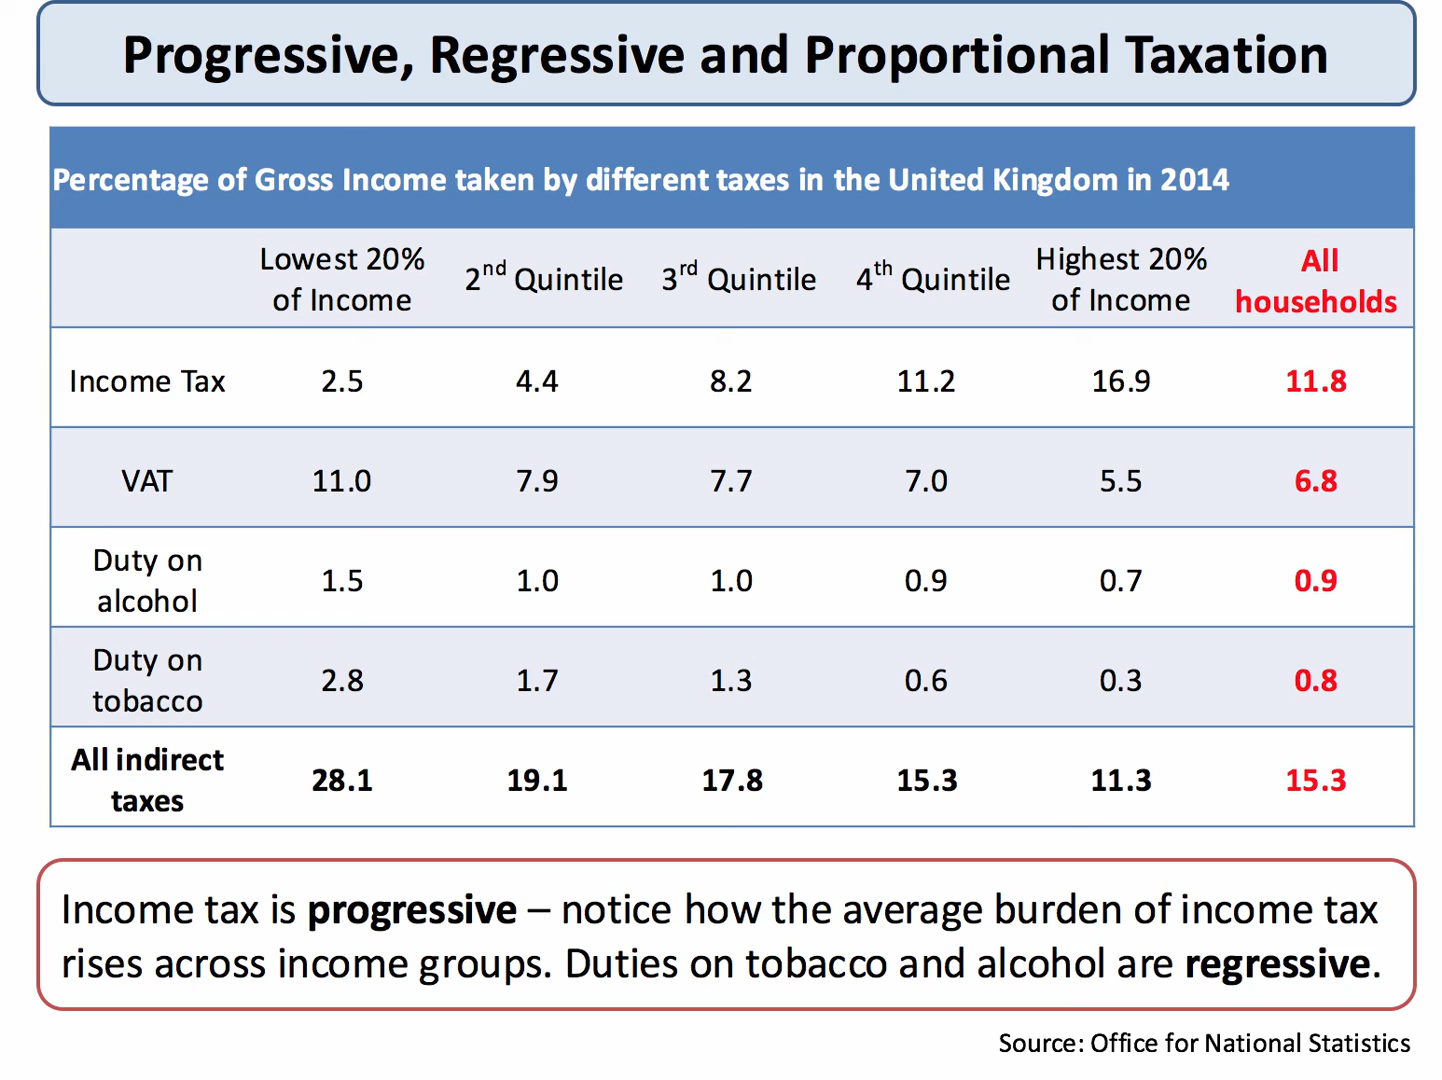 Progressive, Regressive and Proportional Taxation
Percentage of Gross Income taken by different taxes in the United Kingdom in 2014
Lowest 20% of Income 2nd Quintile 3rd Quintile 4th Quintile Highest 20% of Income All households
Income Tax 2.5 4.4 8.2 11.2 16.9 11.8
VAT 11.0 7.9 7.7 7.0 5.5 6.8
Duty on alcohol 1.5 1.0 1.0 0.9 0.7 0.9
Duty on tobacco 2.8 1.7 1.3 0.6 0.3 0.8
All indirect taxes 28.1 19.1 17.8 15.3 11.3 15.3
Income tax is progressive – notice how the average burden of income tax
rises across income groups. Duties on tobacco and alcohol are regressive.
Source: Office for National Statistics